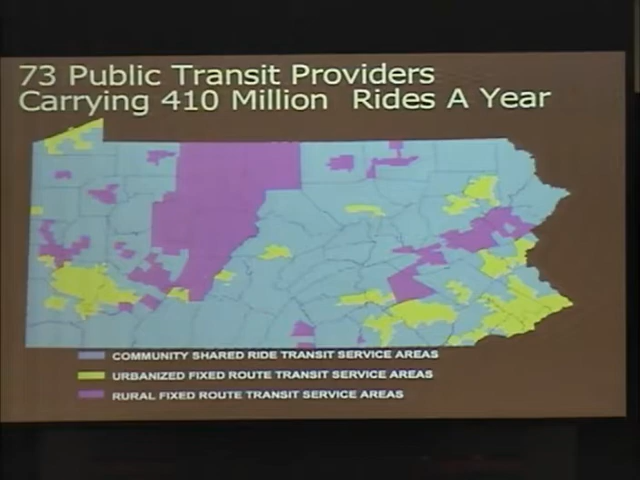 73 Public Transit Providers
Carrying 410 Million Rides A Year
COMMUNITY SHARED RIDE TRANSIT SERVICE AREAS
URBANIZED FIXED ROUTE TRANSIT SERVICE AREAS
RURAL FIXED ROUTE TRANSIT SERVICE AREAS